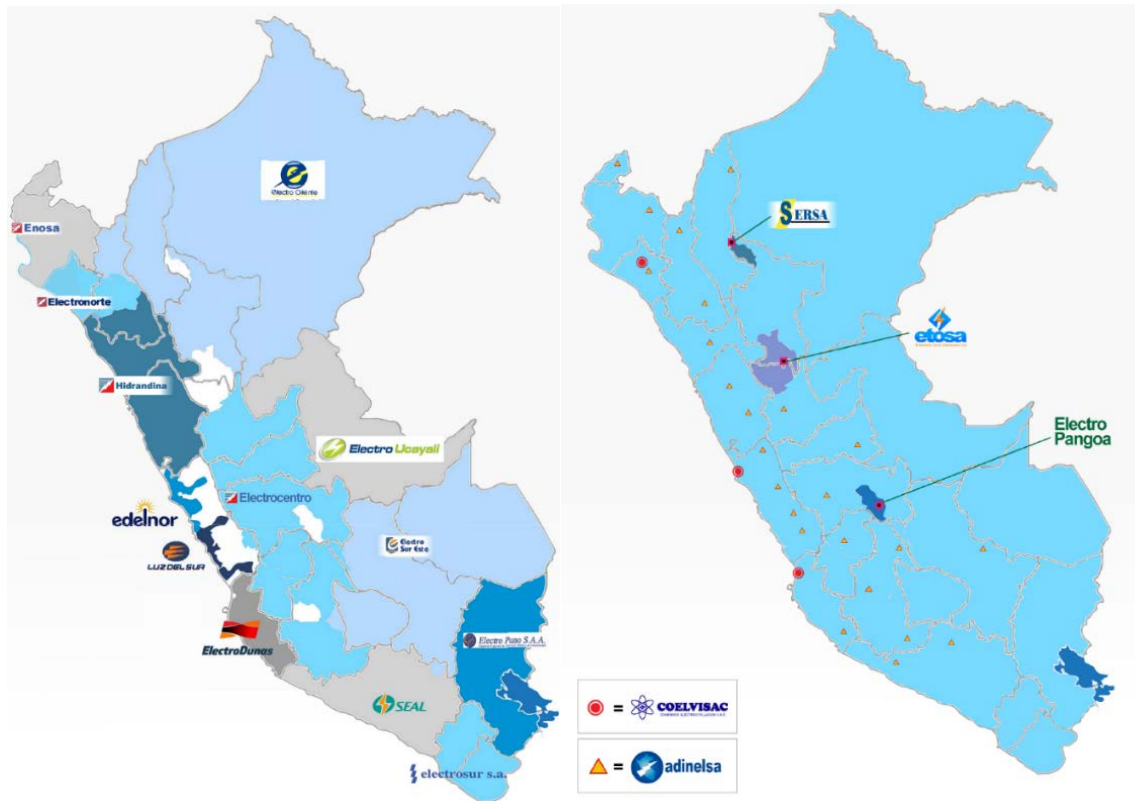 Electro Oriente
Enosa
Electronorte
Hidrandina
Electro Ucayali
Electrocentro
edelnor
Electro
Sur Este
LUZ DEL SUR
Electro Puno S.A.A.
ElectroDunas
SEAL
electrosur s.a.
SERSA
etosa
Electro
Pangoa
= COELVISAC
= adinelsa